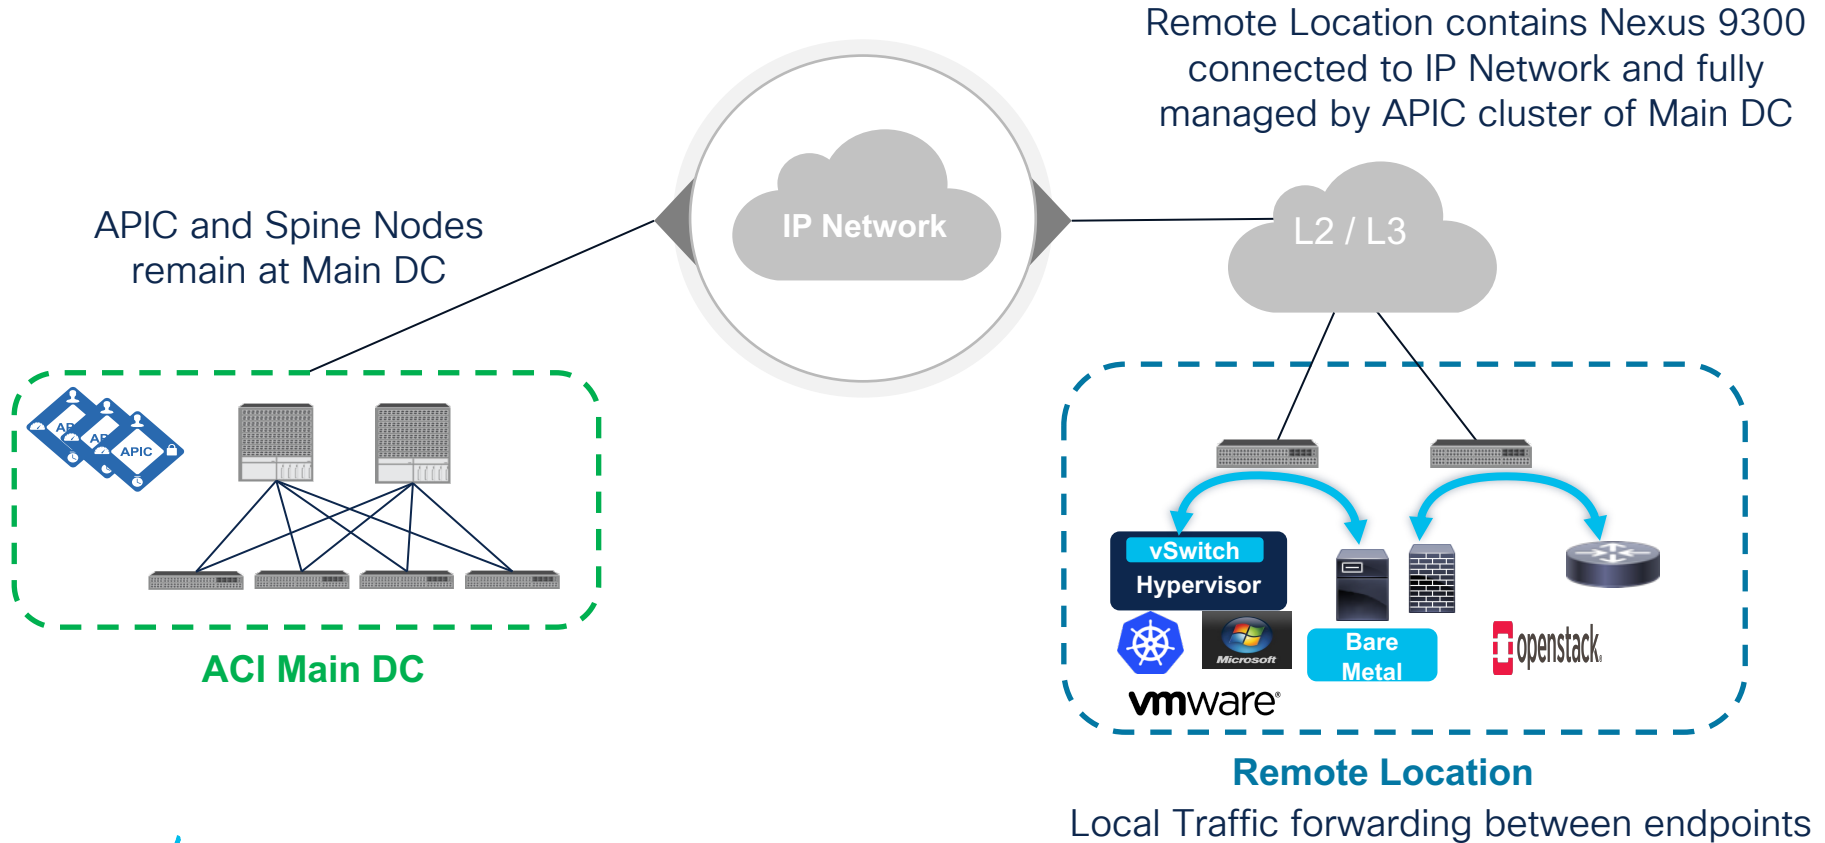 Remote Location contains Nexus 9300
connected to IP Network and fully
managed by APIC cluster of Main DC
APIC and Spine Nodes
remain at Main DC
IP Network
L2 / L3
AP
AP
APIC
ACI Main DC
vSwitch
Hypervisor
Microsoft
Bare
Metal
openstack.
vmware®
Remote Location
Local Traffic forwarding between endpoints